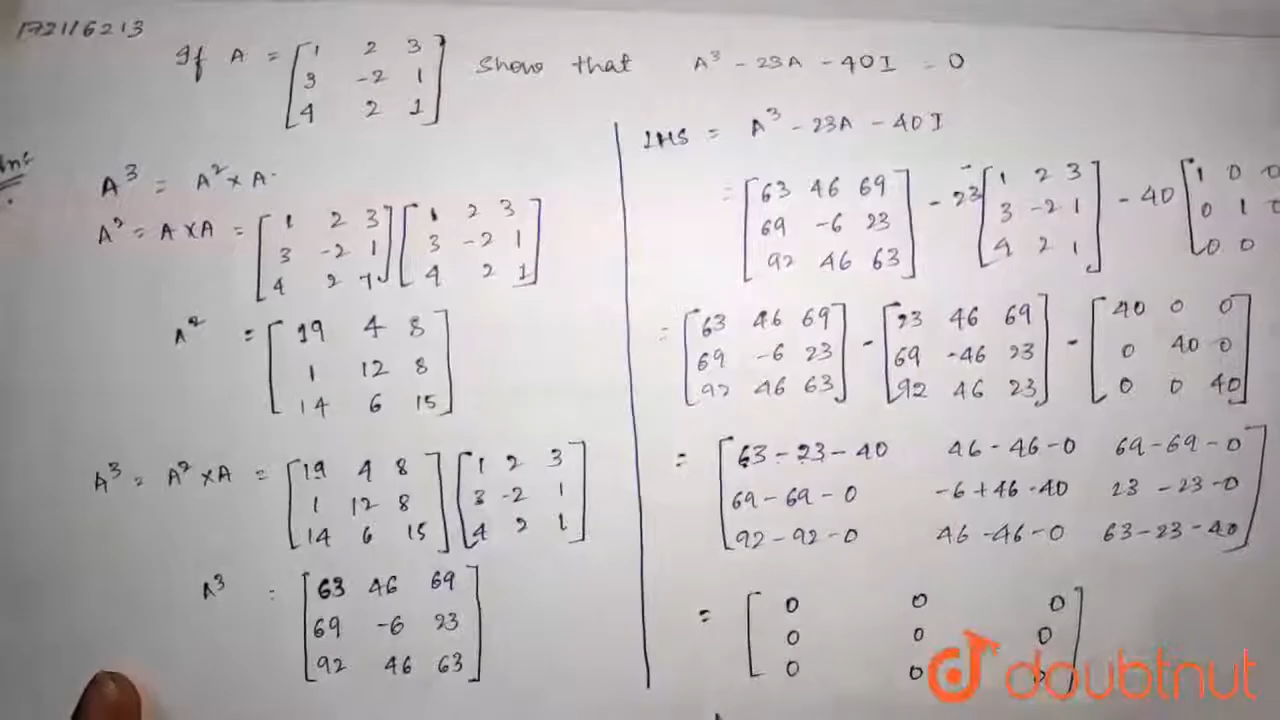 172116213
If A = [1 2 3
3 -2 1
4 2 1] Show that A³ - 23A - 40I = 0
Ans
A³ = A² × A.
A² = A × A = [1 2 3
3 -2 1
4 2 1] [1 2 3
3 -2 1
4 2 1]
A² = [19 4 8
1 12 8
14 6 15]
A³ = A² × A = [19 4 8
1 12 8
14 6 15] [1 2 3
3 -2 1
4 2 1]
A³ = [63 46 69
69 -6 23
92 46 63]
LHS = A³ - 23A - 40I
= [63 46 69
69 -6 23
92 46 63] - 23 [1 2 3
3 -2 1
4 2 1] - 40 [1 0 0
0 1 0
0 0
= [63 46 69
69 -6 23
92 46 63] - [23 46 69
69 -46 23
92 46 23] - [40 0 0
0 40 0
0 0 40]
= [63-23-40 46-46-0 69-69-0
69-69-0 -6+46-40 23-23-0
92-92-0 46-46-0 63-23-40]
= [0 0 0
0 0 0
0 0 0]
doubtnut